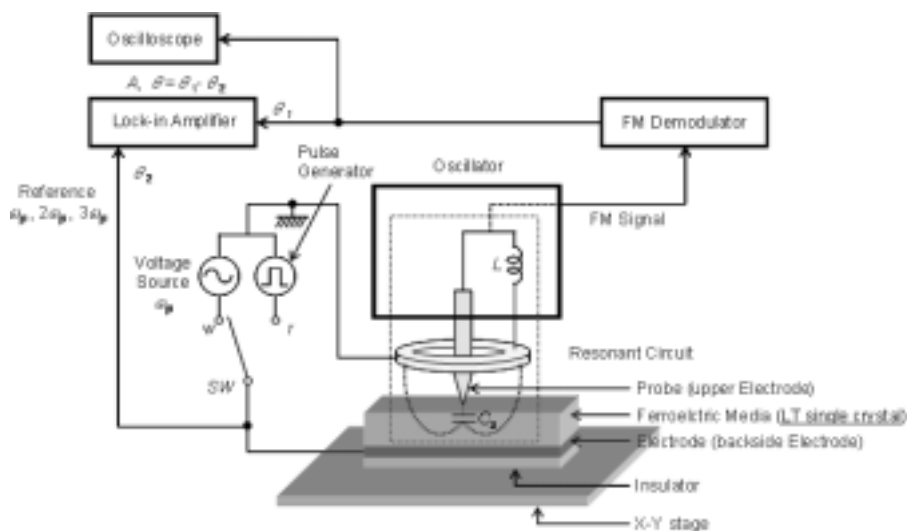 Oscilloscope
A, θ = θ₁- θ₂
Lock-in Amplifier
θ₁
FM Demodulator
θ₂
Pulse
Generator
Oscillator
Reference
ωₚ, 2ωₚ, 3ωₚ
FM Signal
Voltage
Source
ωₚ
L
w
r
SW
Resonant Circuit
Probe (upper Electrode)
Cₛ
Ferroelectric Media (LT single crystal)
Electrode (backside Electrode)
Insulator
X-Y stage